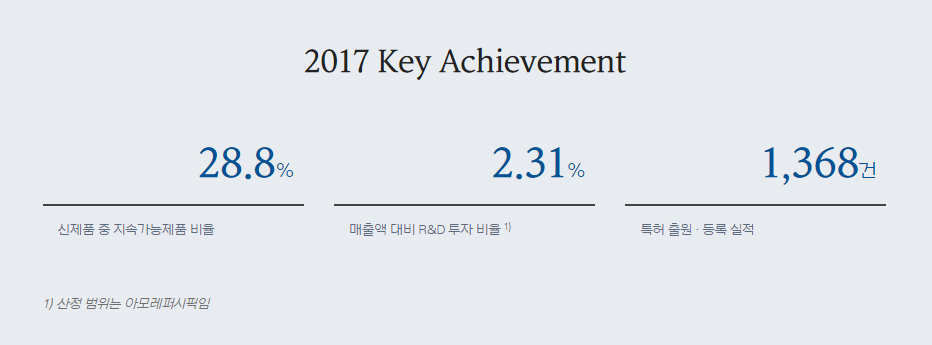 2017 Key Achievement
28.8%
2.31%
1,368건
신제품 중 지속가능제품 비율
매출액 대비 R&D 투자 비율 1)
특허 출원 · 등록 실적
1) 산정 범위는 아모레퍼시픽임